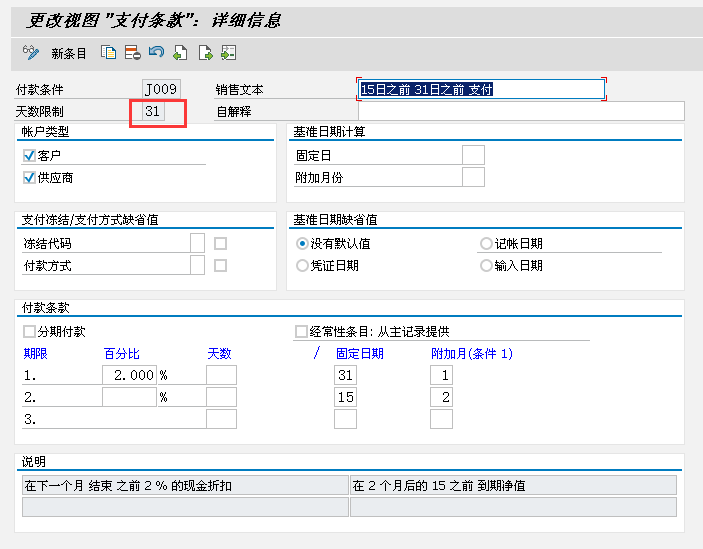 更改视图 "支付条款": 详细信息
新条目
付款条件 J009 销售文本 15日之前 31日之前 支付
天数限制 31 自解释
帐户类型 基准日期计算
客户 固定日
供应商 附加月份
支付冻结/支付方式缺省值 基准日期缺省值
冻结代码 没有默认值 记帐日期
付款方式 凭证日期 输入日期
付款条款
分期付款 经常性条目: 从主记录提供
期限 百分比 天数 / 固定日期 附加月(条件 1)
1. 2.000 % 31 1
2. % 15 2
3.
说明
在下一个月 结束 之前 2 % 的现金折扣 在 2 个月后的 15 之前 到期净值